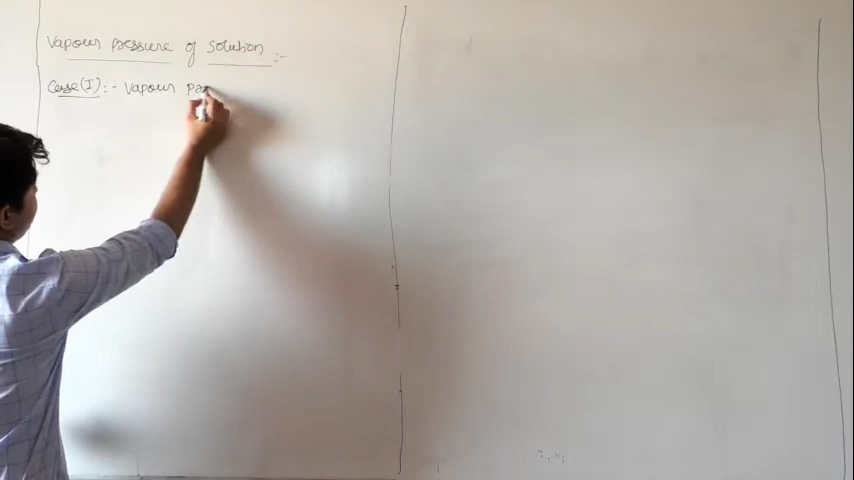 Vapour pressure of solution :-
Case(I) :- Vapour